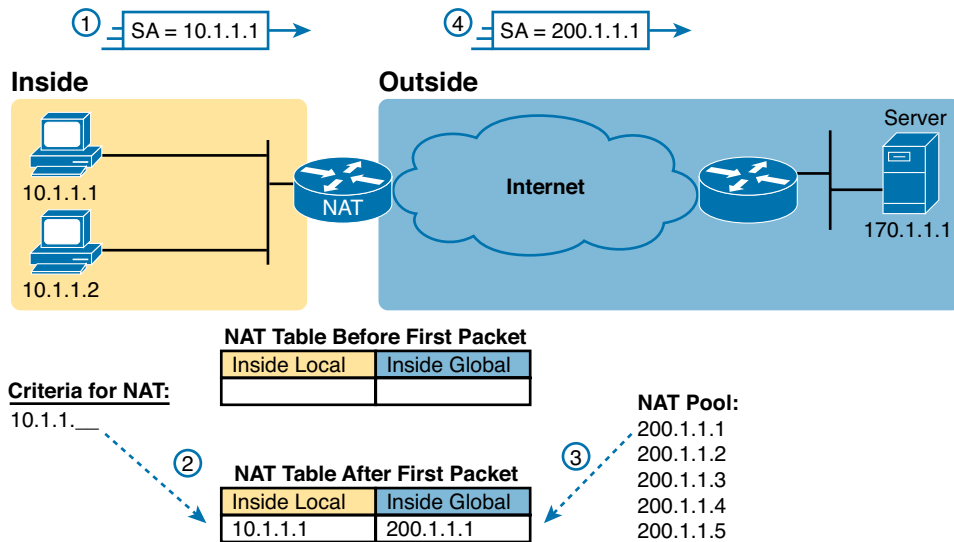 1
SA = 10.1.1.1
4
SA = 200.1.1.1
Inside
Outside
Server
10.1.1.1
NAT
Internet
170.1.1.1
10.1.1.2
NAT Table Before First Packet
Inside Local
Inside Global
Criteria for NAT:
10.1.1.__
NAT Pool:
200.1.1.1
200.1.1.2
200.1.1.3
200.1.1.4
200.1.1.5
2
3
NAT Table After First Packet
Inside Local
Inside Global
10.1.1.1
200.1.1.1